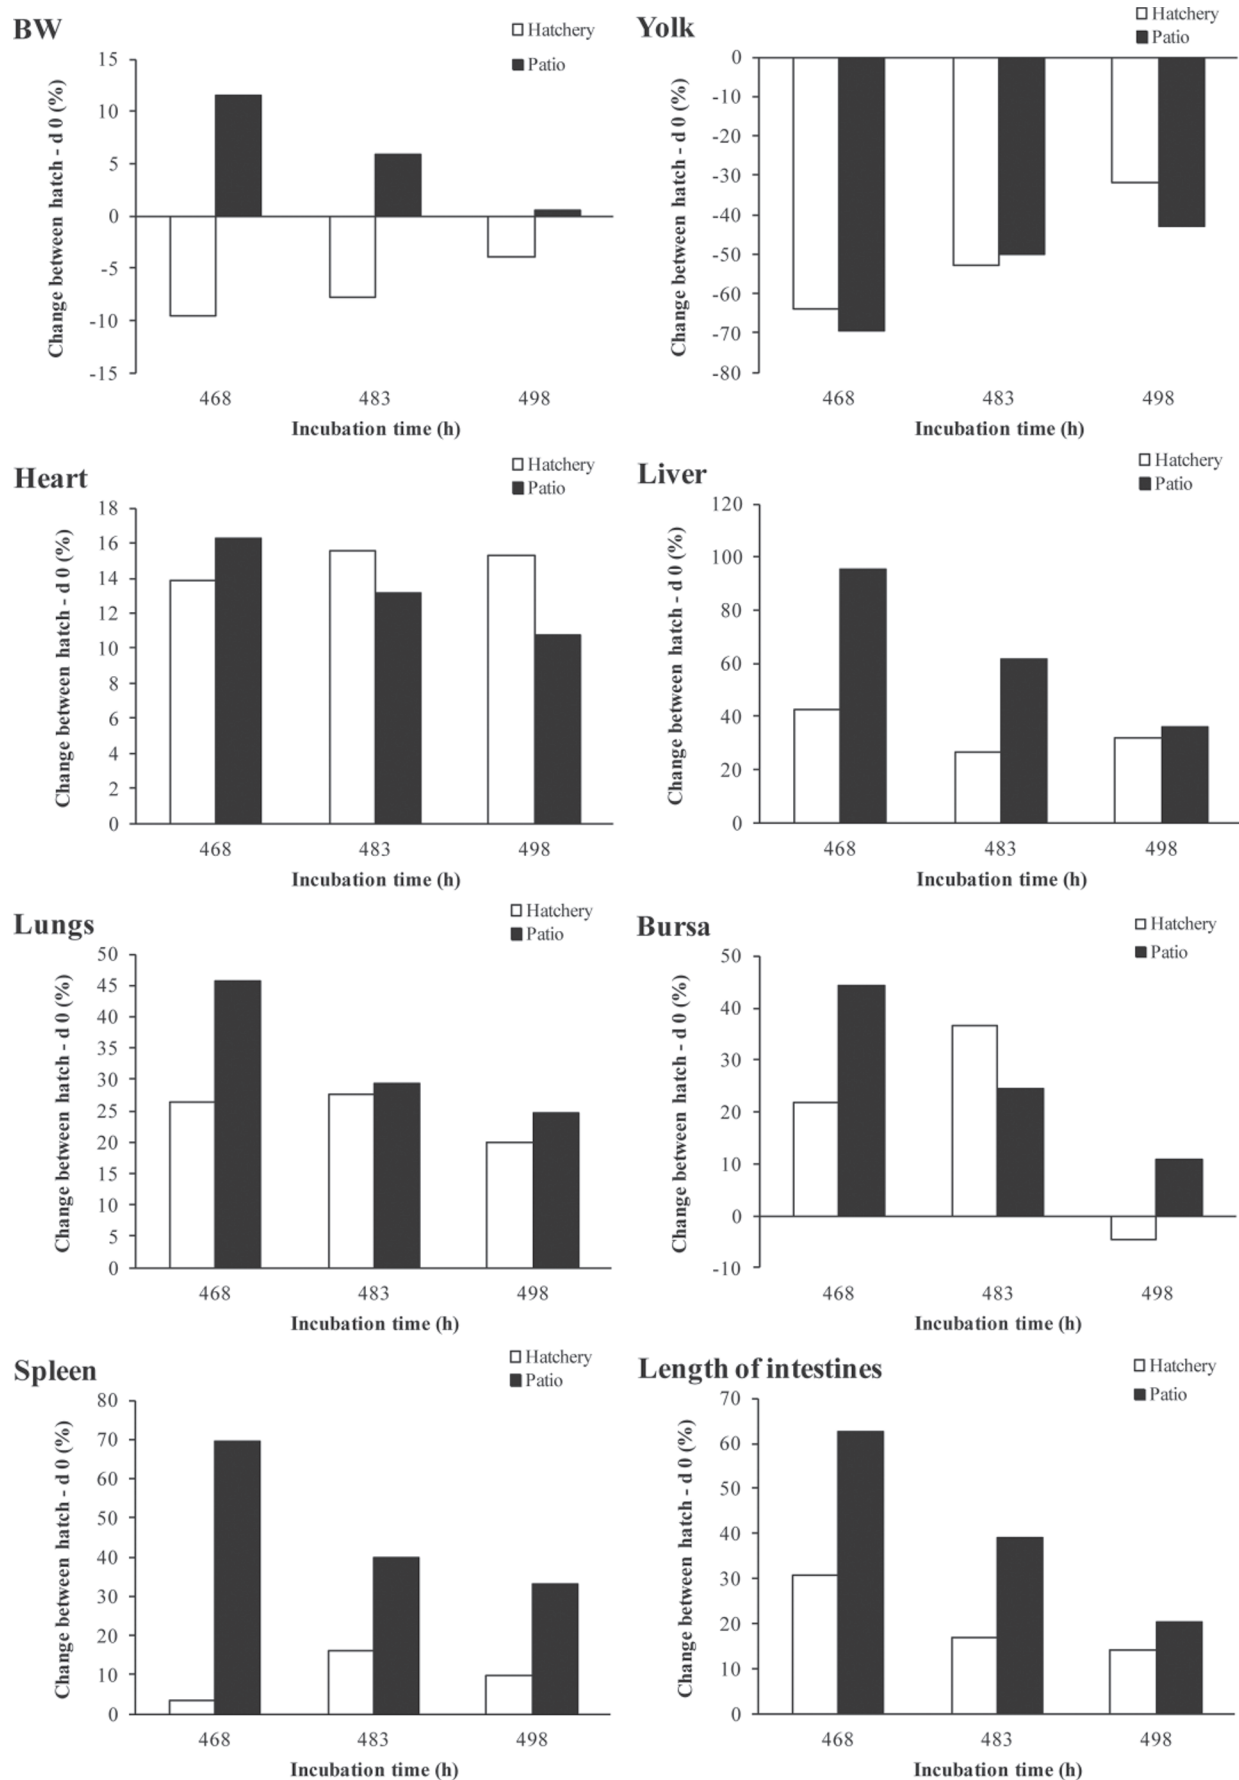 BW
Hatchery
Patio
Change between hatch - d 0 (%)
15
10
5
0
-5
-10
-15
468 483 498
Incubation time (h)
Yolk
Hatchery
Patio
Change between hatch - d 0 (%)
0
-10
-20
-30
-40
-50
-60
-70
-80
468 483 498
Incubation time (h)
Heart
Hatchery
Patio
Change between hatch - d 0 (%)
18
16
14
12
10
8
6
4
2
0
468 483 498
Incubation time (h)
Liver
Hatchery
Patio
Change between hatch - d 0 (%)
120
100
80
60
40
20
0
468 483 498
Incubation time (h)
Lungs
Hatchery
Patio
Change between hatch - d 0 (%)
50
45
40
35
30
25
20
15
10
5
0
468 483 498
Incubation time (h)
Bursa
Hatchery
Patio
Change between hatch - d 0 (%)
50
40
30
20
10
0
-10
468 483 498
Incubation time (h)
Spleen
Hatchery
Patio
Change between hatch - d 0 (%)
80
70
60
50
40
30
20
10
0
468 483 498
Incubation time (h)
Length of intestines
Hatchery
Patio
Change between hatch - d 0 (%)
70
60
50
40
30
20
10
0
468 483 498
Incubation time (h)